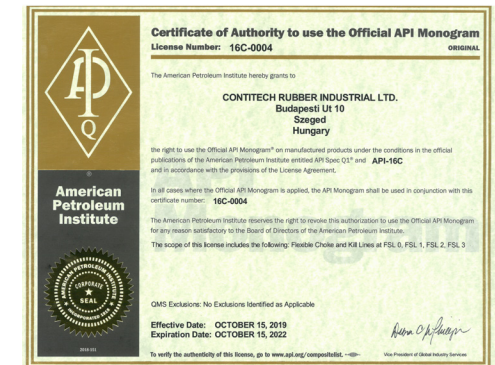 Certificate of Authority to use the Official API Monogram
License Number: 16C-0004
ORIGINAL
The American Petroleum Institute hereby grants to
CONTITECH RUBBER INDUSTRIAL LTD.
Budapesti Ut 10
Szeged
Hungary
the right to use the Official API Monogram® on manufactured products under the conditions in the official
publications of the American Petroleum Institute entitled API Spec Q1® and API-16C
and in accordance with the provisions of the License Agreement.
In all cases where the Official API Monogram is applied, the API Monogram shall be used in conjunction with this
certificate number: 16C-0004
The American Petroleum Institute reserves the right to revoke this authorization to use the Official API Monogram
for any reason satisfactory to the Board of Directors of the American Petroleum Institute.
The scope of this license includes the following: Flexible Choke and Kill Lines at FSL 0, FSL 1, FSL 2, FSL 3
QMS Exclusions: No Exclusions Identified as Applicable
Effective Date: OCTOBER 15, 2019
Expiration Date: OCTOBER 15, 2022
To verify the authenticity of this license, go to www.api.org/compositelist.
Vice President of Global Industry Services
API
Q
American
Petroleum
Institute
AMERICAN PETROLEUM INSTITUTE
CORPORATE
SEAL
INCORPORATED